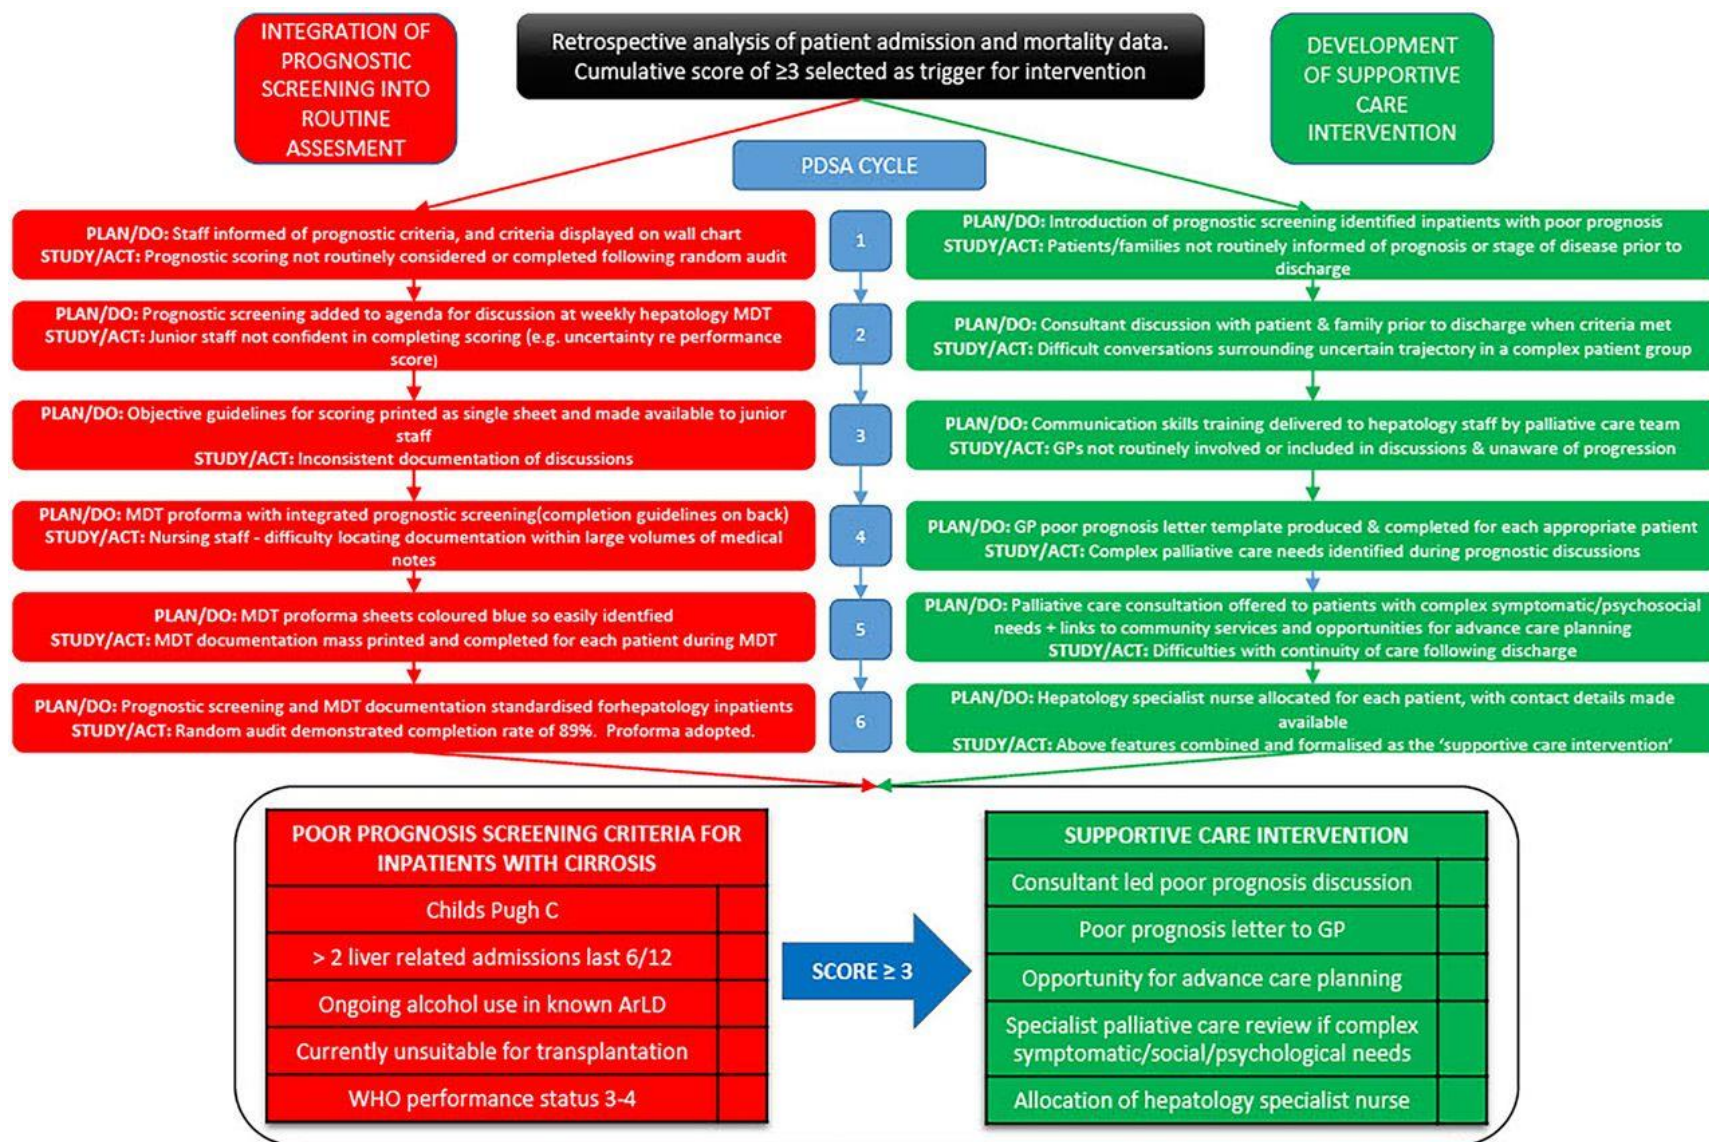 INTEGRATION OF
PROGNOSTIC
SCREENING INTO
ROUTINE
ASSESMENT
Retrospective analysis of patient admission and mortality data.
Cumulative score of ≥3 selected as trigger for intervention
DEVELOPMENT
OF SUPPORTIVE
CARE
INTERVENTION
PDSA CYCLE
PLAN/DO: Staff informed of prognostic criteria, and criteria displayed on wall chart
STUDY/ACT: Prognostic scoring not routinely considered or completed following random audit
1
PLAN/DO: Introduction of prognostic screening identified inpatients with poor prognosis
STUDY/ACT: Patients/families not routinely informed of prognosis or stage of disease prior to
discharge
PLAN/DO: Prognostic screening added to agenda for discussion at weekly hepatology MDT
STUDY/ACT: Junior staff not confident in completing scoring (e.g. uncertainty re performance
score)
2
PLAN/DO: Consultant discussion with patient & family prior to discharge when criteria met
STUDY/ACT: Difficult conversations surrounding uncertain trajectory in a complex patient group
PLAN/DO: Objective guidelines for scoring printed as single sheet and made available to junior
staff
STUDY/ACT: Inconsistent documentation of discussions
3
PLAN/DO: Communication skills training delivered to hepatology staff by palliative care team
STUDY/ACT: GPs not routinely involved or included in discussions & unaware of progression
PLAN/DO: MDT proforma with integrated prognostic screening(completion guidelines on back)
STUDY/ACT: Nursing staff - difficulty locating documentation within large volumes of medical
notes
4
PLAN/DO: GP poor prognosis letter template produced & completed for each appropriate patient
STUDY/ACT: Complex palliative care needs identified during prognostic discussions
PLAN/DO: MDT proforma sheets coloured blue so easily identfied
STUDY/ACT: MDT documentation mass printed and completed for each patient during MDT
5
PLAN/DO: Palliative care consultation offered to patients with complex symptomatic/psychosocial
needs + links to community services and opportunities for advance care planning
STUDY/ACT: Difficulties with continuity of care following discharge
PLAN/DO: Prognostic screening and MDT documentation standardised forhepatology inpatients
STUDY/ACT: Random audit demonstrated completion rate of 89%. Proforma adopted.
6
PLAN/DO: Hepatology specialist nurse allocated for each patient, with contact details made
available
STUDY/ACT: Above features combined and formalised as the ‘supportive care intervention’
POOR PROGNOSIS SCREENING CRITERIA FOR
INPATIENTS WITH CIRROSIS
Childs Pugh C
> 2 liver related admissions last 6/12
Ongoing alcohol use in known ArLD
Currently unsuitable for transplantation
WHO performance status 3-4
SCORE ≥ 3
SUPPORTIVE CARE INTERVENTION
Consultant led poor prognosis discussion
Poor prognosis letter to GP
Opportunity for advance care planning
Specialist palliative care review if complex
symptomatic/social/psychological needs
Allocation of hepatology specialist nurse